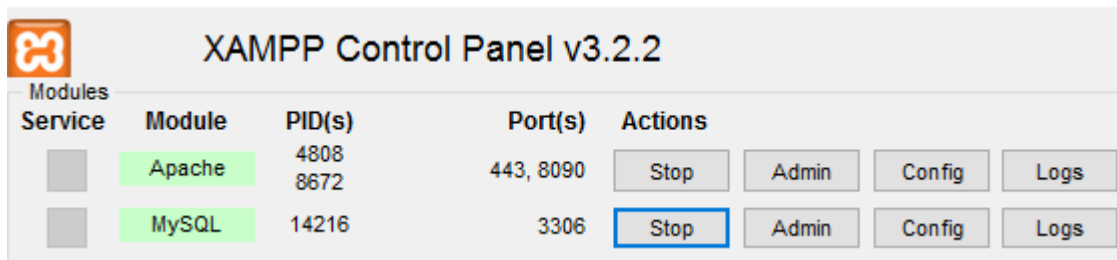 XAMPP Control Panel v3.2.2
Modules
Service Module PID(s) Port(s) Actions
Apache 4808 8672 443, 8090 Stop Admin Config Logs
MySQL 14216 3306 Stop Admin Config Logs